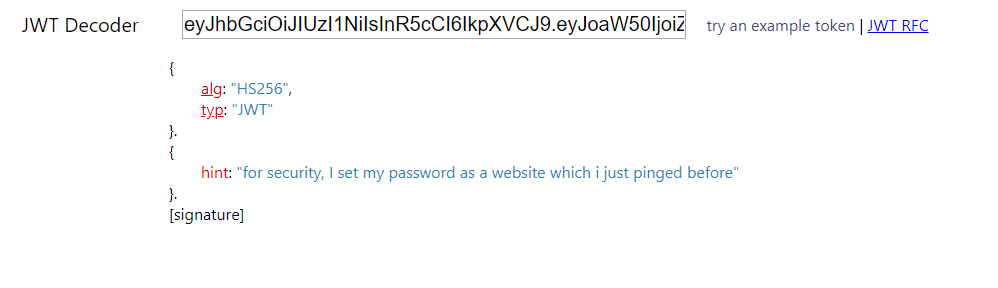 JWT Decoder eyJhbGciOiJIUzI1NiIsInR5cCI6IkpXVCJ9.eyJoaW50IjoiZ try an example token | JWT RFC
{
alg: "HS256",
typ: "JWT"
}.
{
hint: "for security, I set my password as a website which i just pinged before"
}.
[signature]